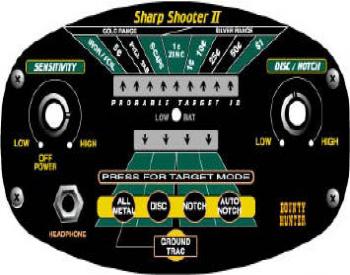 Sharp Shooter II
GOLD RANGE
SILVER RANGE
IRON/FOIL
5¢
PULL TAB
S-CAPS
1¢ ZINC
1¢
10¢
25¢
50¢
$1
SENSITIVITY
DISC / NOTCH
PROBABLE TARGET ID
LOW BAT
LOW
HIGH
LOW
HIGH
OFF
POWER
PRESS FOR TARGET MODE
ALL METAL
DISC
NOTCH
AUTO NOTCH
HEADPHONE
GROUND TRAC
BOUNTY
HUNTER